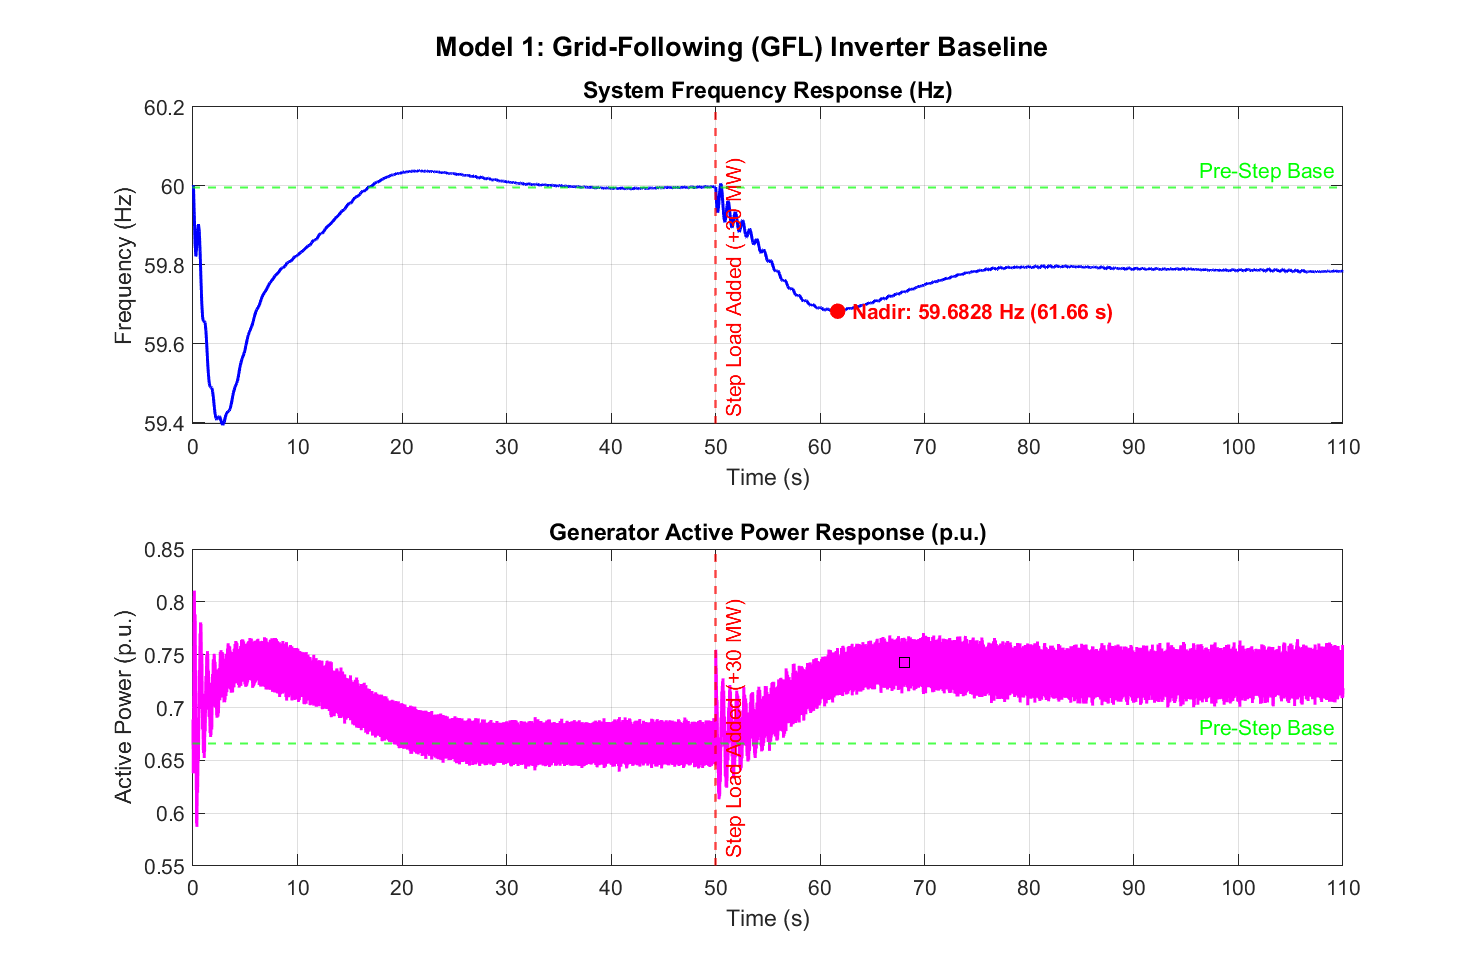 Model 1: Grid-Following (GFL) Inverter Baseline
System Frequency Response (Hz)
Frequency (Hz)
60.2
60
59.8
59.6
59.4
Pre-Step Base
Step Load Added (+30 MW)
Nadir: 59.6828 Hz (61.66 s)
0 10 20 30 40 50 60 70 80 90 100 110
Time (s)
Generator Active Power Response (p.u.)
Active Power (p.u.)
0.85
0.8
0.75
0.7
0.65
0.6
0.55
Step Load Added (+30 MW)
Pre-Step Base
0 10 20 30 40 50 60 70 80 90 100 110
Time (s)